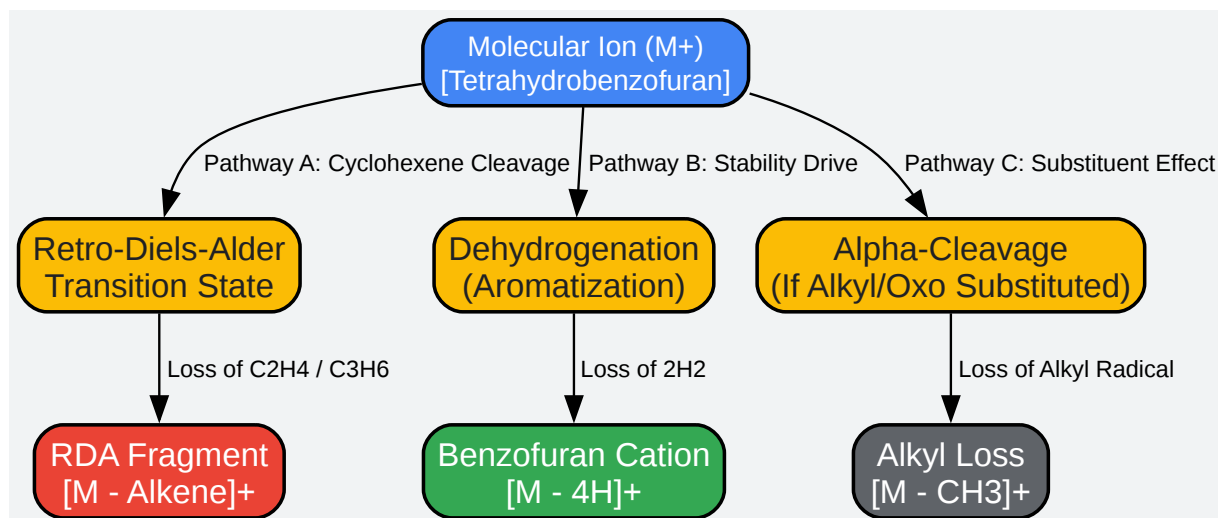 Molecular Ion (M+)
[Tetrahydrobenzofuran]
Pathway A: Cyclohexene Cleavage
Pathway B: Stability Drive
Pathway C: Substituent Effect
Retro-Diels-Alder
Transition State
Dehydrogenation
(Aromatization)
Alpha-Cleavage
(If Alkyl/Oxo Substituted)
Loss of C2H4 / C3H6
Loss of 2H2
Loss of Alkyl Radical
RDA Fragment
[M - Alkene]+
Benzofuran Cation
[M - 4H]+
Alkyl Loss
[M - CH3]+